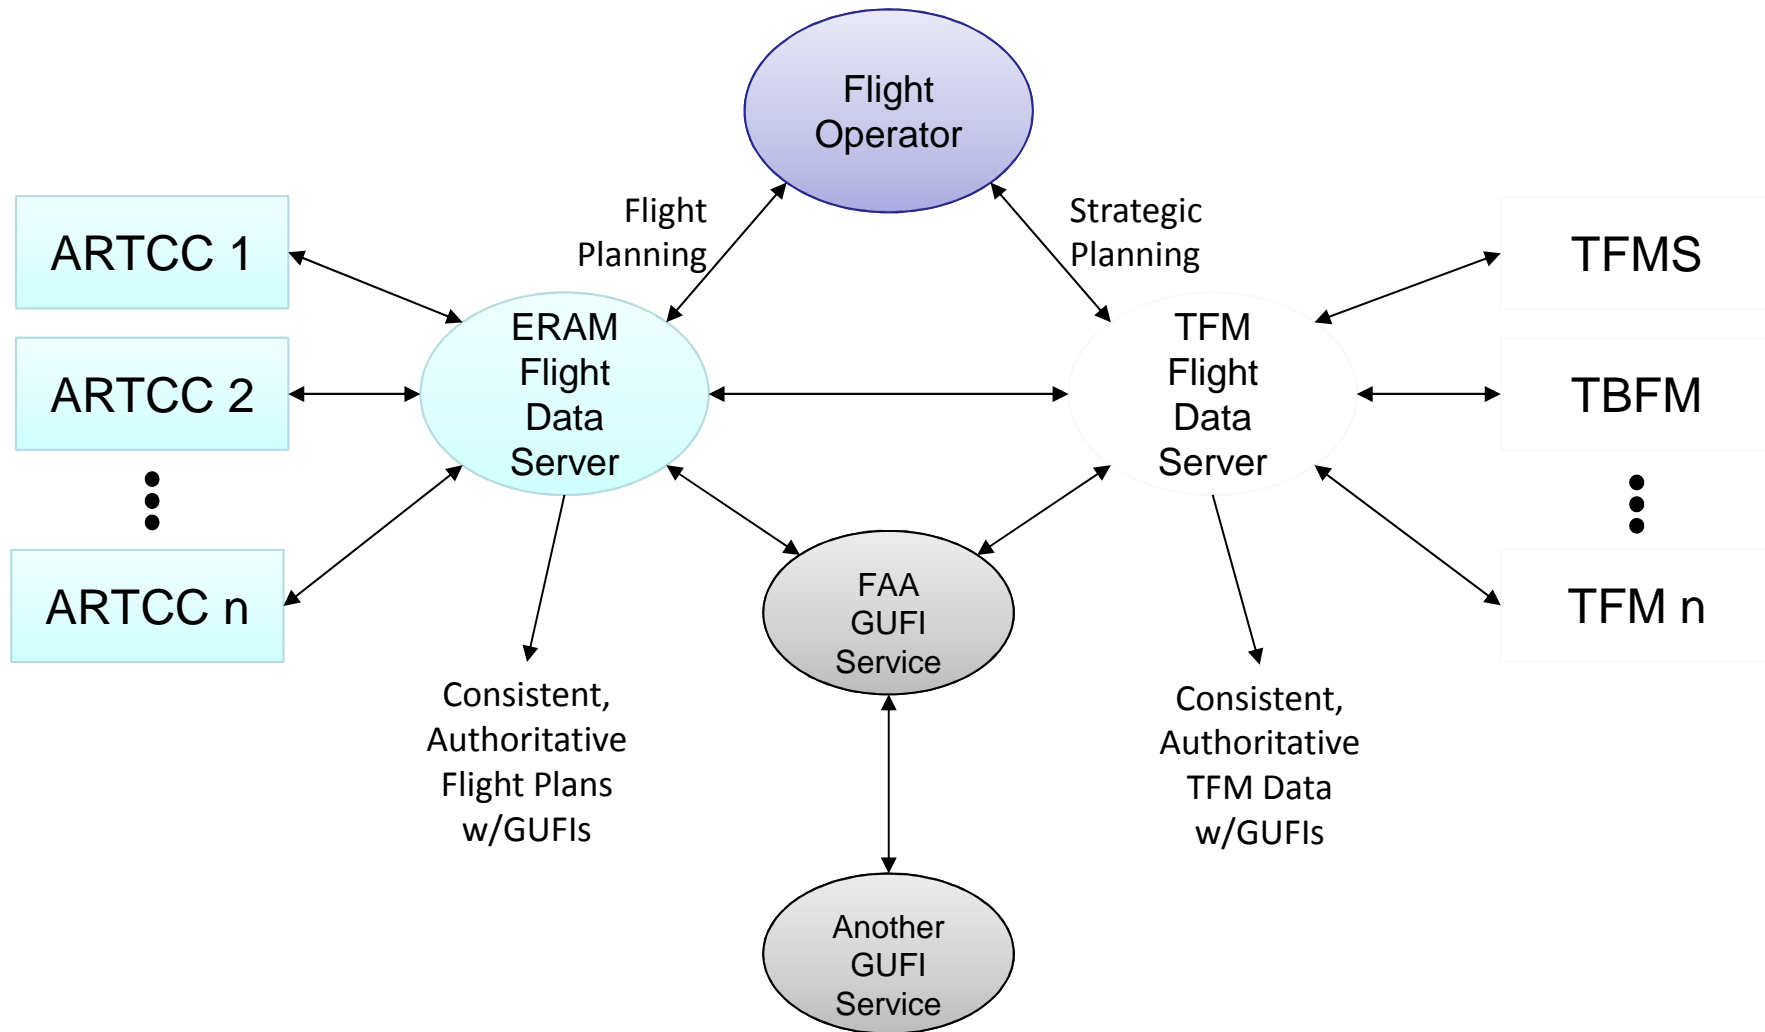 Flight
Operator
Flight
Planning
Strategic
Planning
ARTCC 1
ARTCC 2
ARTCC n
ERAM
Flight
Data
Server
TFM
Flight
Data
Server
TFMS
TBFM
TFM n
FAA
GUFI
Service
Consistent,
Authoritative
Flight Plans
w/GUFIs
Consistent,
Authoritative
TFM Data
w/GUFIs
Another
GUFI
Service